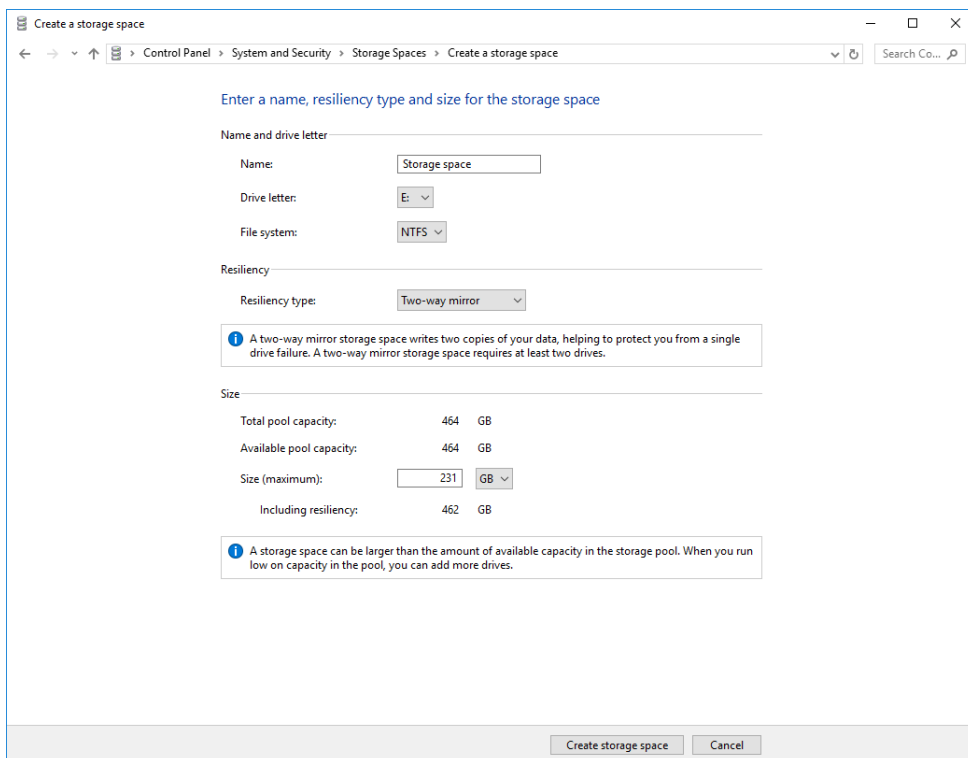 Create a storage space
Control Panel > System and Security > Storage Spaces > Create a storage space
Search Co...
Enter a name, resiliency type and size for the storage space
Name and drive letter
Name: Storage space
Drive letter: E:
File system: NTFS
Resiliency
Resiliency type: Two-way mirror
A two-way mirror storage space writes two copies of your data, helping to protect you from a single
drive failure. A two-way mirror storage space requires at least two drives.
Size
Total pool capacity: 464 GB
Available pool capacity: 464 GB
Size (maximum): 231 GB
Including resiliency: 462 GB
A storage space can be larger than the amount of available capacity in the storage pool. When you run
low on capacity in the pool, you can add more drives.
Create storage space Cancel